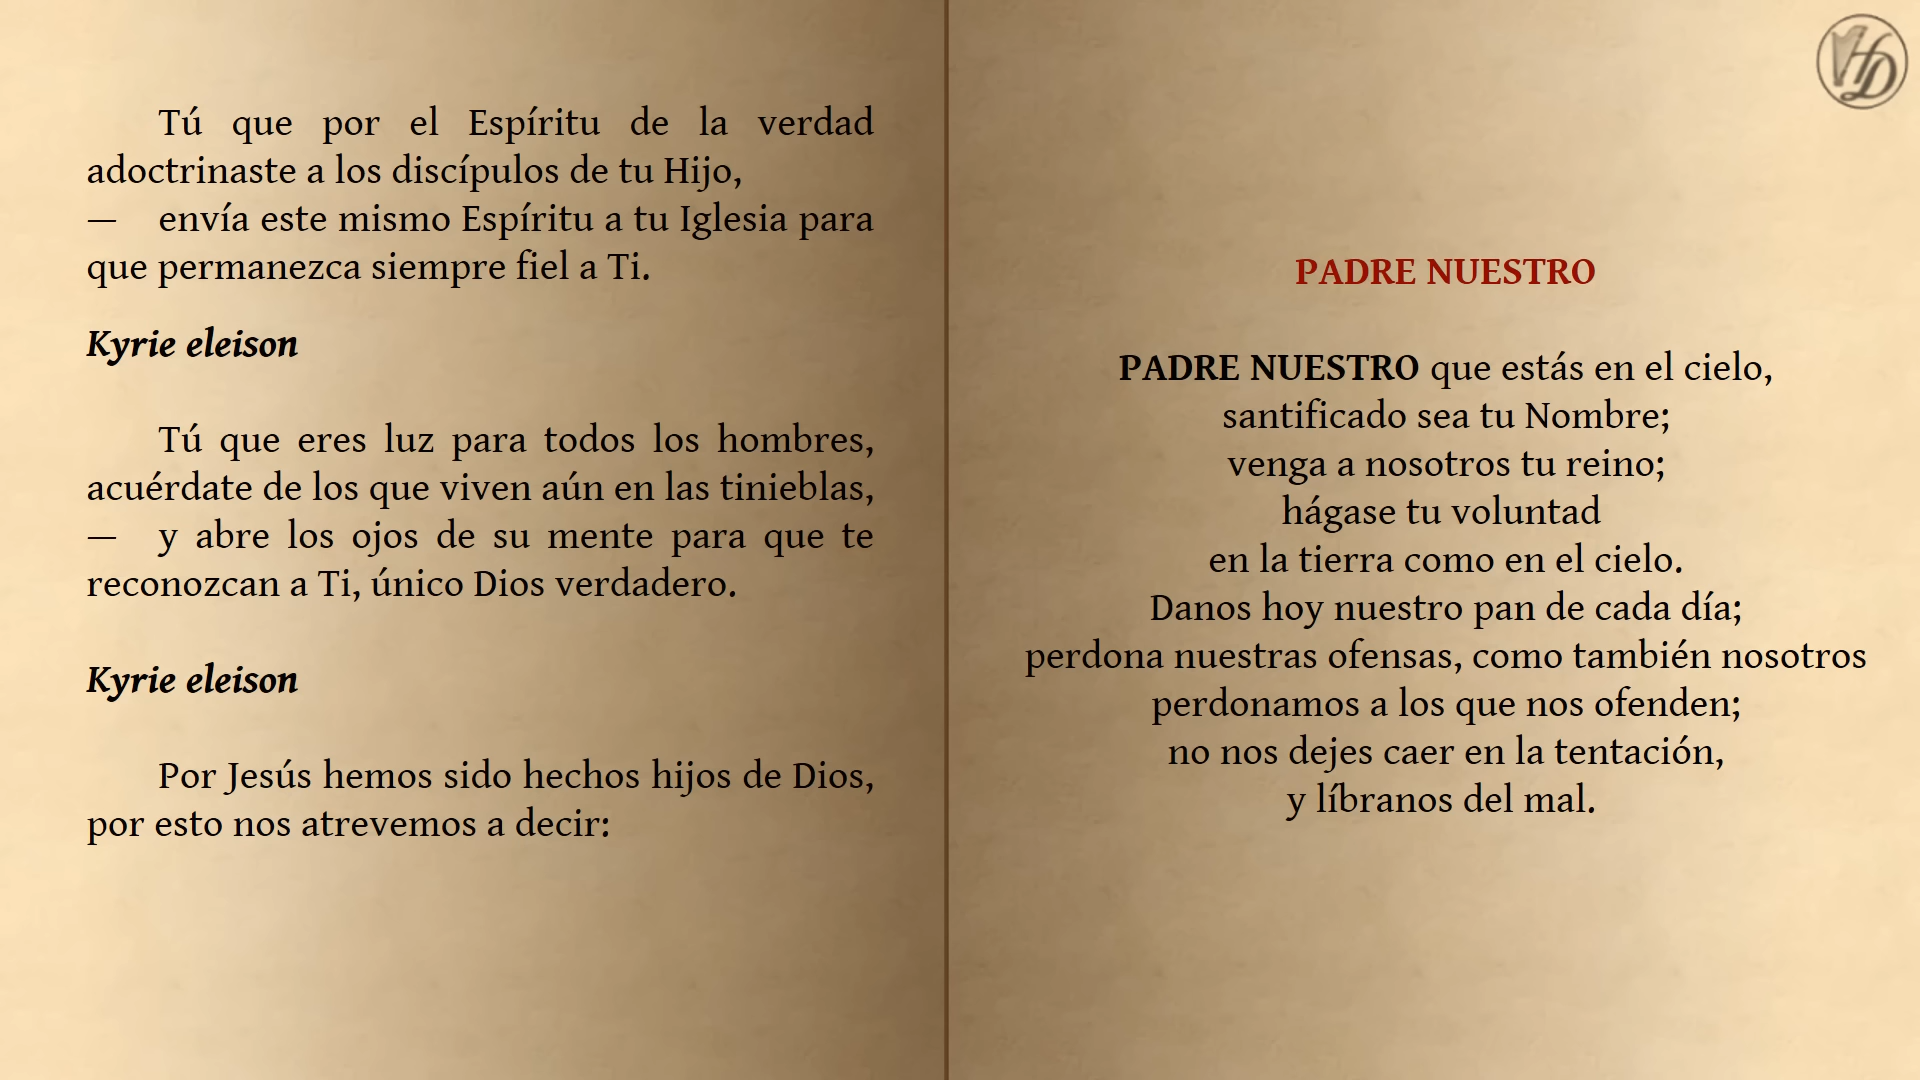 Tú que por el Espíritu de la verdad
adoctrinaste a los discípulos de tu Hijo,
— envía este mismo Espíritu a tu Iglesia para
que permanezca siempre fiel a Ti.
Kyrie eleison
Tú que eres luz para todos los hombres,
acuérdate de los que viven aún en las tinieblas,
— y abre los ojos de su mente para que te
reconozcan a Ti, único Dios verdadero.
Kyrie eleison
Por Jesús hemos sido hechos hijos de Dios,
por esto nos atrevemos a decir:
HD
PADRE NUESTRO
PADRE NUESTRO que estás en el cielo,
santificado sea tu Nombre;
venga a nosotros tu reino;
hágase tu voluntad
en la tierra como en el cielo.
Danos hoy nuestro pan de cada día;
perdona nuestras ofensas, como también nosotros
perdonamos a los que nos ofenden;
no nos dejes caer en la tentación,
y líbranos del mal.